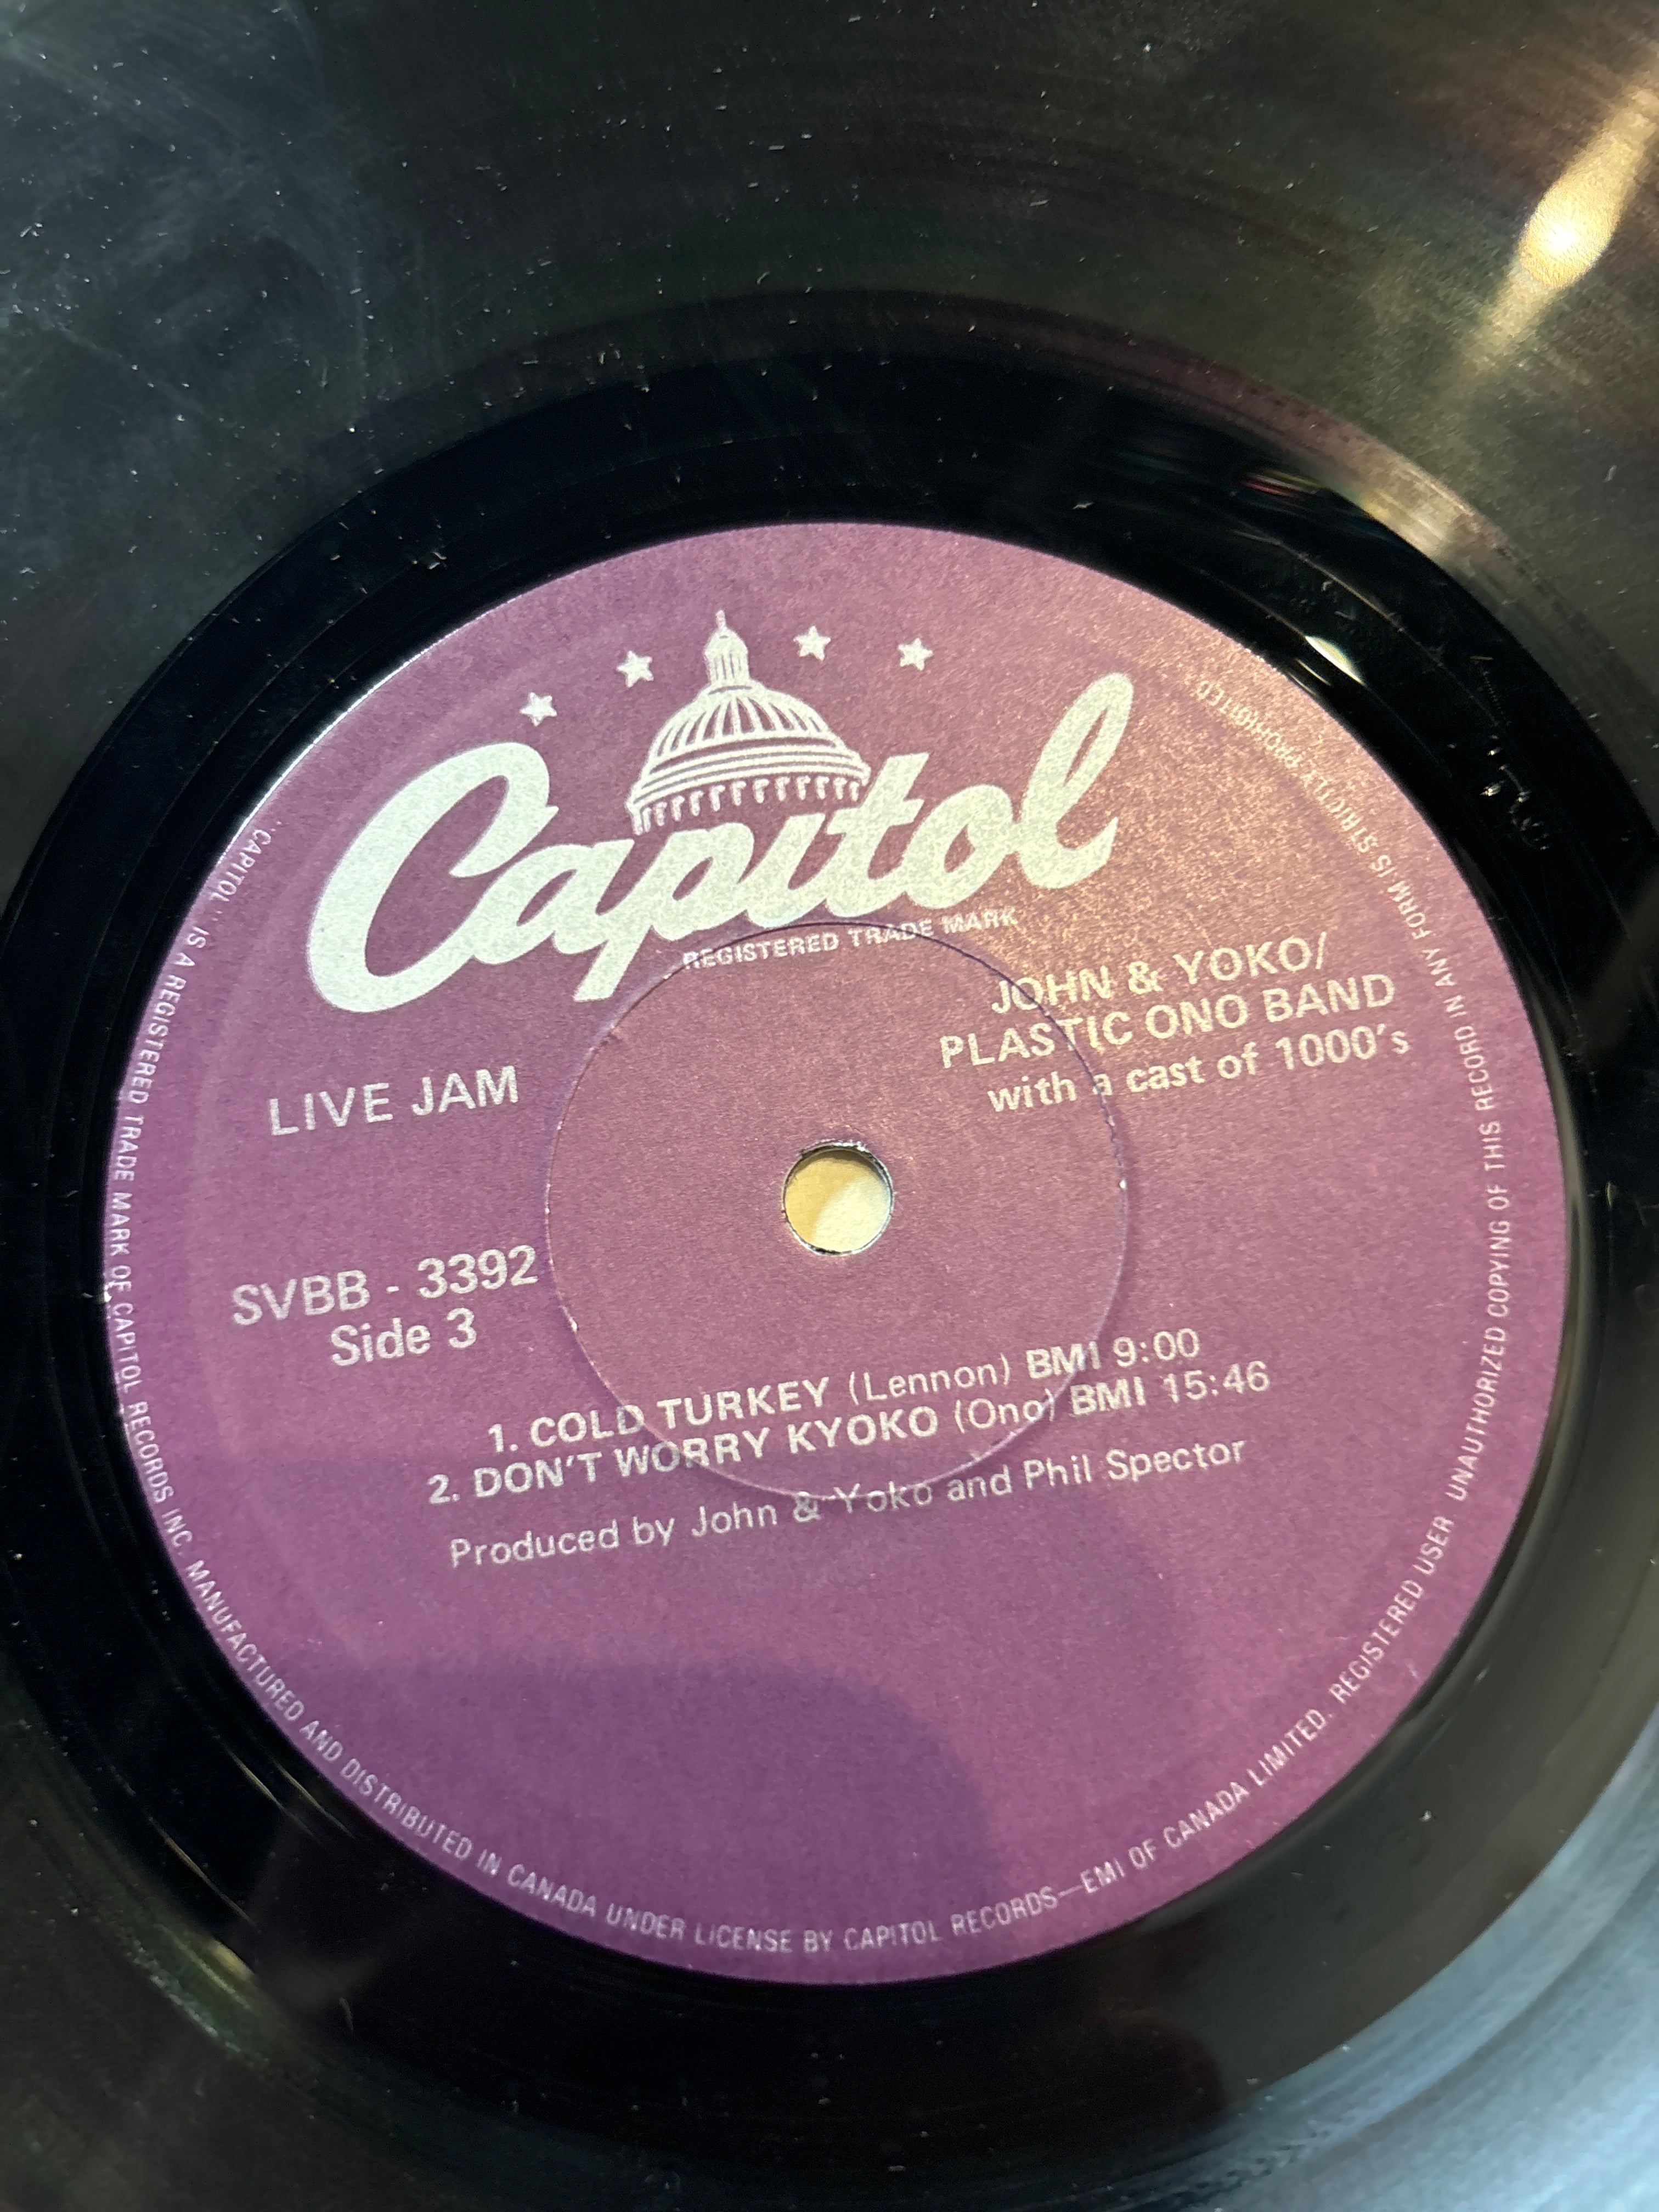 Capitol
REGISTERED TRADE MARK
JOHN & YOKO/
PLASTIC ONO BAND
with a cast of 1000's
LIVE JAM
SVBB - 3392
Side 3
1. COLD TURKEY (Lennon) BMI 9:00
2. DON'T WORRY KYOKO (Ono) BMI 15:46
Produced by John & Yoko and Phil Spector
"CAPITOL" IS A REGISTERED TRADE MARK OF CAPITOL RECORDS INC. MANUFACTURED AND DISTRIBUTED IN CANADA UNDER LICENSE BY CAPITOL RECORDS—EMI OF CANADA LIMITED. REGISTERED USER. UNAUTHORIZED COPYING OF THIS RECORD IN ANY FORM IS STRICTLY PROHIBITED